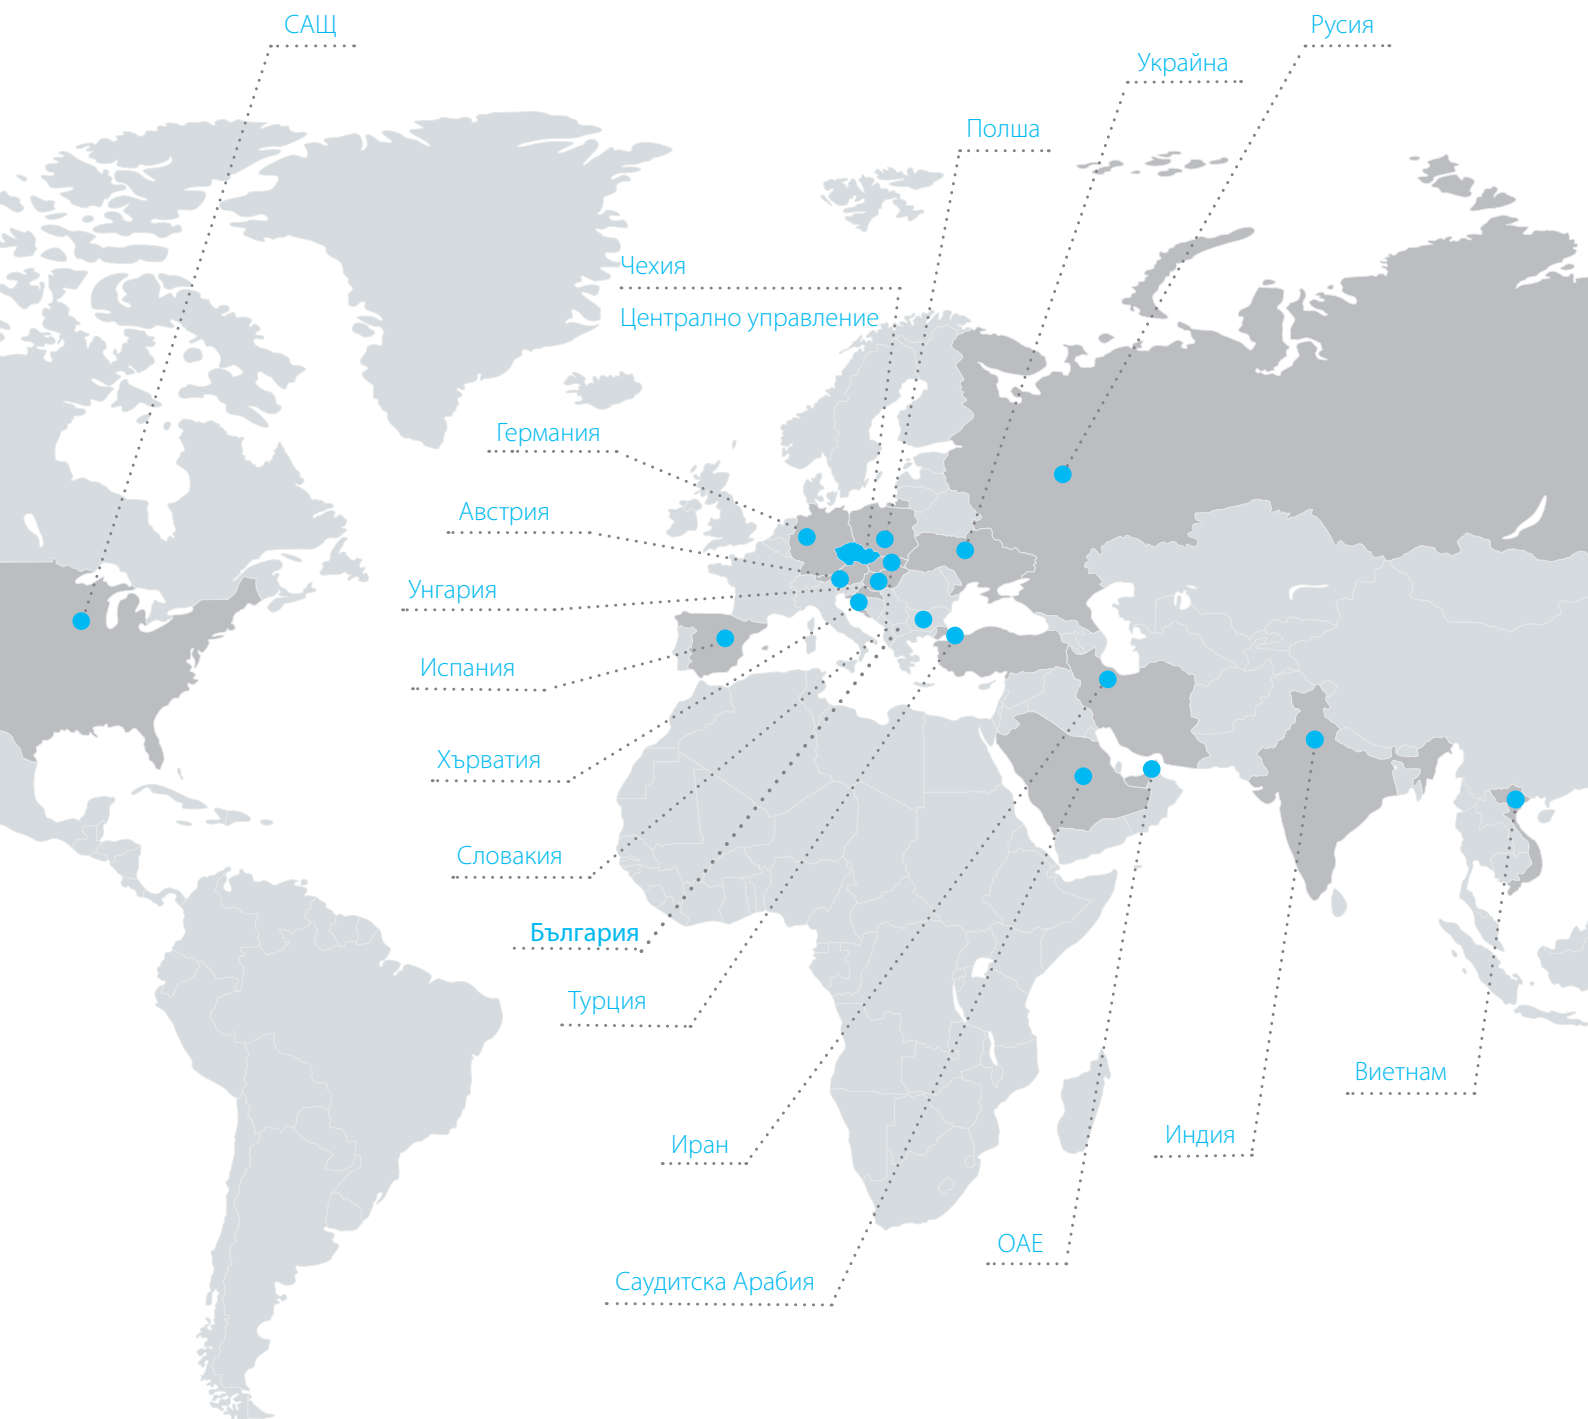 САЩ
Русия
Украйна
Полша
Чехия
Централно управление
Германия
Австрия
Унгария
Испания
Хърватия
Словакия
България
Турция
Виетнам
Индия
Иран
ОАЕ
Саудитска Арабия